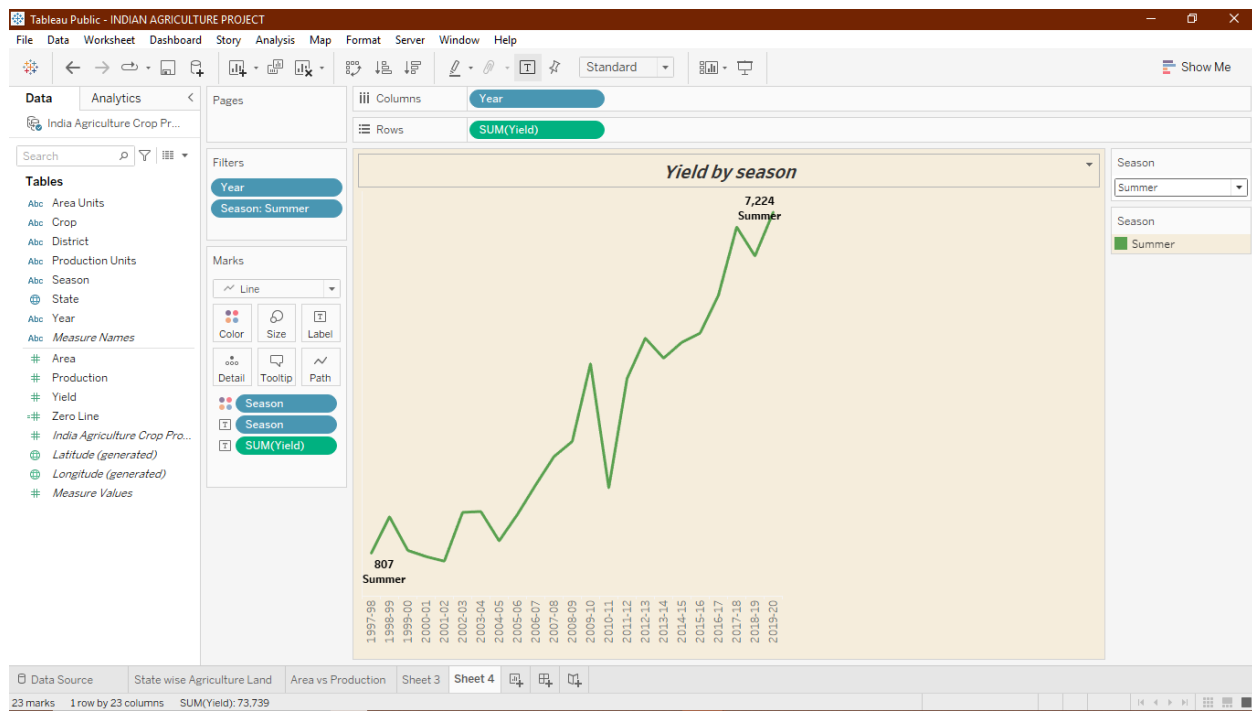 Tableau Public - INDIAN AGRICULTURE PROJECT
File Data Worksheet Dashboard Story Analysis Map Format Server Window Help
Standard
Show Me
Data Analytics
India Agriculture Crop Pr...
Search
Tables
Abc Area Units
Abc Crop
Abc District
Abc Production Units
Abc Season
State
Abc Year
Abc Measure Names
# Area
# Production
# Yield
=# Zero Line
# India Agriculture Crop Pro...
Latitude (generated)
Longitude (generated)
# Measure Values
Pages
Filters
Year
Season: Summer
Marks
Line
Color Size Label
Detail Tooltip Path
Season
Season
SUM(Yield)
Columns Year
Rows SUM(Yield)
Yield by season
7,224
Summer
807
Summer
1997-98
1998-99
1999-00
2000-01
2001-02
2002-03
2003-04
2004-05
2005-06
2006-07
2007-08
2008-09
2009-10
2010-11
2011-12
2012-13
2013-14
2014-15
2015-16
2016-17
2017-18
2018-19
2019-20
Season
Summer
Season
Summer
Data Source State wise Agriculture Land Area vs Production Sheet 3 Sheet 4
23 marks 1 row by 23 columns SUM(Yield): 73,739